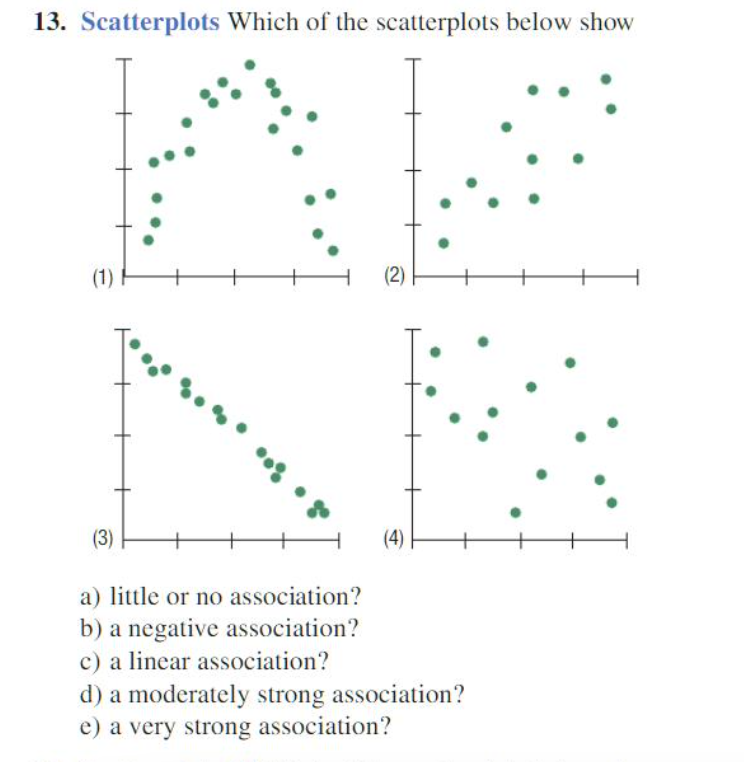 13. Scatterplots Which of the scatterplots below show
(1)
(2)
(3)
(4)
a) little or no association?
b) a negative association?
c) a linear association?
d) a moderately strong association?
e) a very strong association?